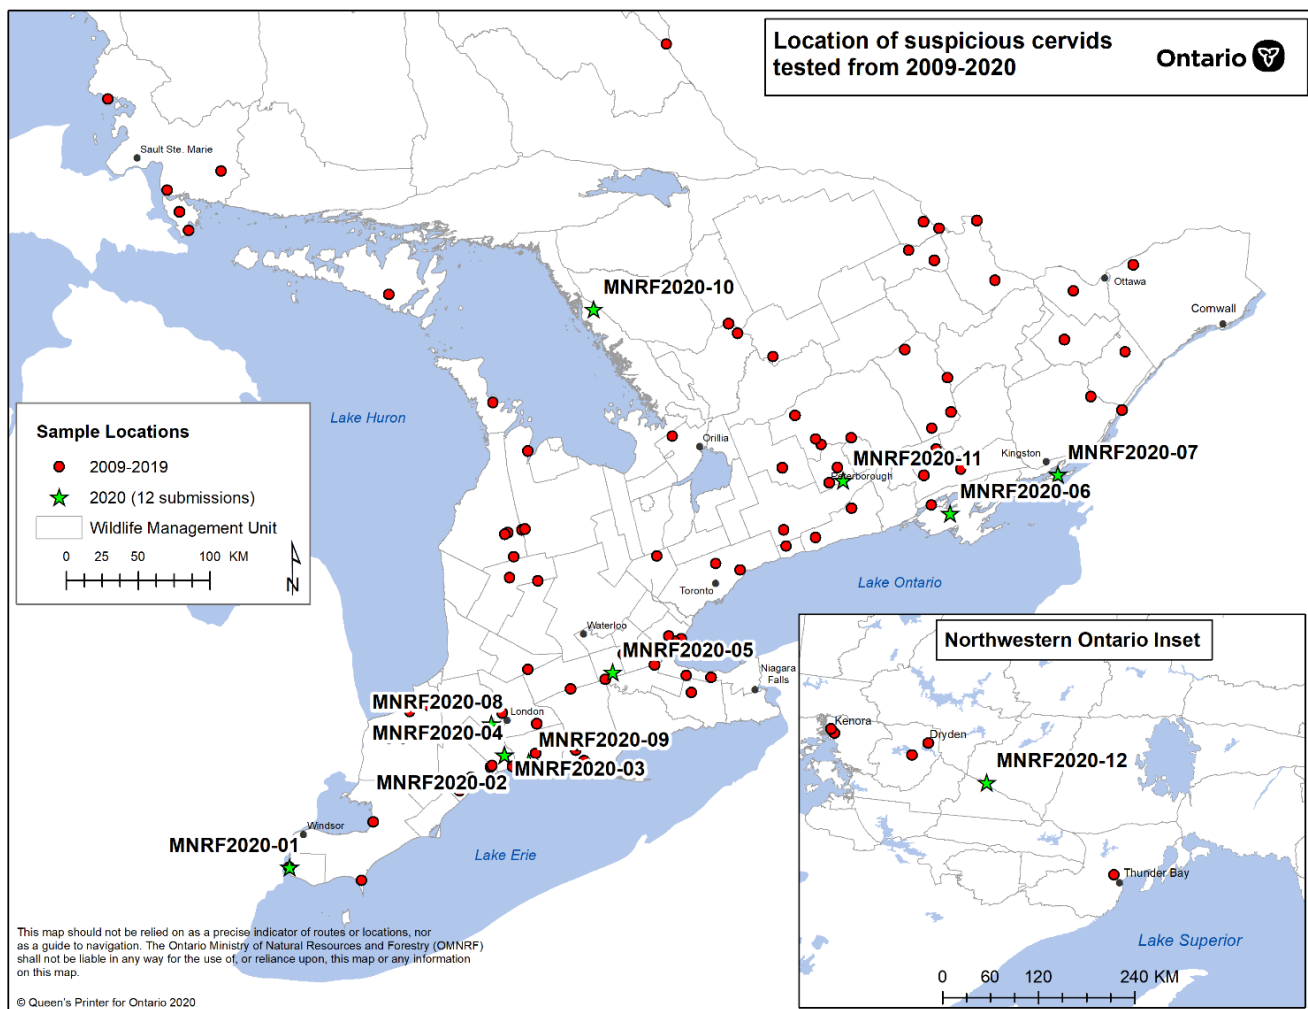 Location of suspicious cervids
tested from 2009-2020
Ontario
Sault Ste. Marie
MNRF2020-10
Ottawa
Cornwall
Lake Huron
Sample Locations
2009-2019
2020 (12 submissions)
Wildlife Management Unit
0 25 50 100 KM
N
Orillia
Kingston
MNRF2020-07
MNRF2020-11
Peterborough
MNRF2020-06
Lake Ontario
Toronto
Waterloo
MNRF2020-05
Niagara
Falls
MNRF2020-08
London
MNRF2020-04
MNRF2020-09
MNRF2020-03
MNRF2020-02
Windsor
MNRF2020-01
Lake Erie
Northwestern Ontario Inset
Kenora
Dryden
MNRF2020-12
Thunder Bay
Lake Superior
0 60 120 240 KM
This map should not be relied on as a precise indicator of routes or locations, nor
as a guide to navigation. The Ontario Ministry of Natural Resources and Forestry (OMNRF)
shall not be liable in any way for the use of, or reliance upon, this map or any information
on this map.
© Queen's Printer for Ontario 2020